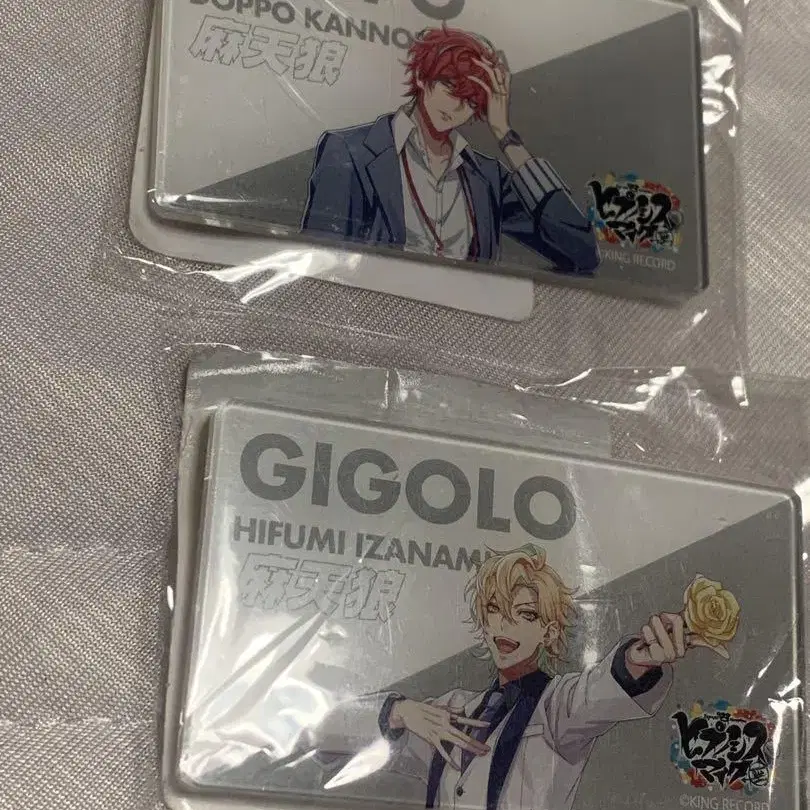 DOPPO KANNO
麻天狼
ヒプノシス
マイク
KING RECORD
GIGOLO
HIFUMI IZANAMI
麻天狼
ヒプノシス
マイク
©KING RECORD